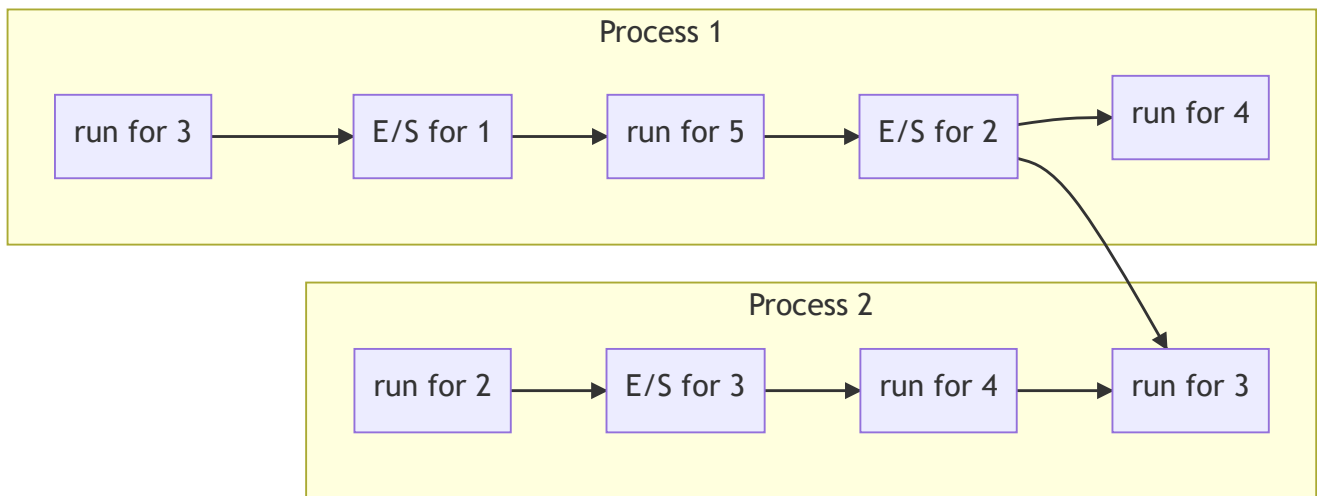 Process 1
run for 3
E/S for 1
run for 5
E/S for 2
run for 4
Process 2
run for 2
E/S for 3
run for 4
run for 3